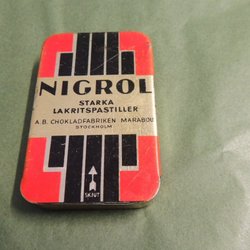 NIGROL
STARKA
LAKRITSPASTILLER
A.B. CHOKLADFABRIKEN MARABOU
STOCKHOLM
SKJUT